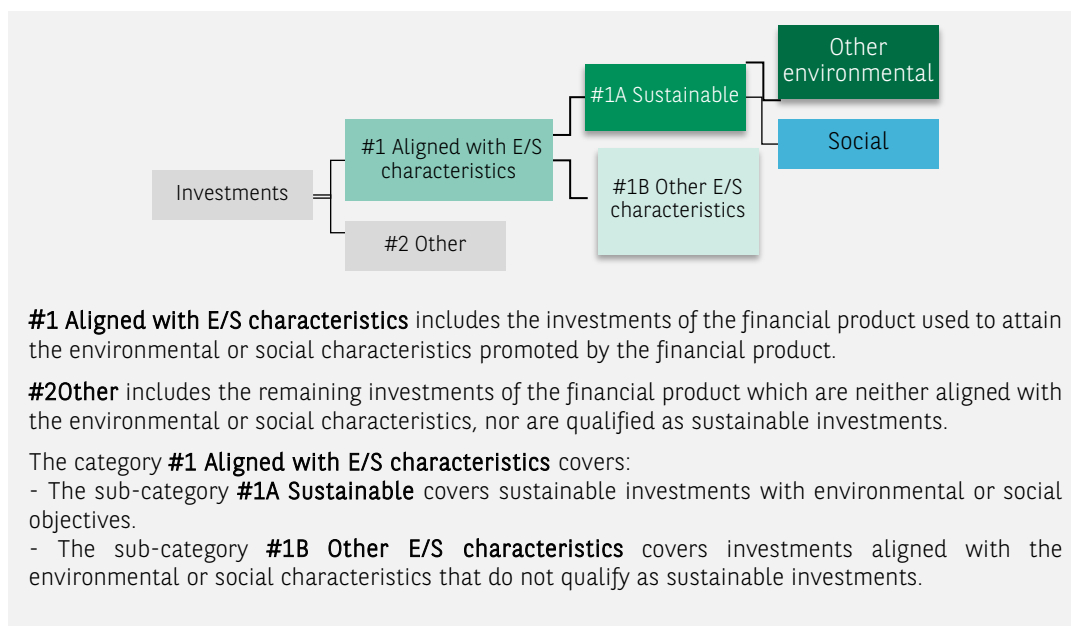 Other
environmental
#1A Sustainable
Social
#1 Aligned with E/S
characteristics
#1B Other E/S
characteristics
Investments
#2 Other
#1 Aligned with E/S characteristics includes the investments of the financial product used to attain
the environmental or social characteristics promoted by the financial product.
#2Other includes the remaining investments of the financial product which are neither aligned with
the environmental or social characteristics, nor are qualified as sustainable investments.
The category #1 Aligned with E/S characteristics covers:
- The sub-category #1A Sustainable covers sustainable investments with environmental or social
objectives.
- The sub-category #1B Other E/S characteristics covers investments aligned with the
environmental or social characteristics that do not qualify as sustainable investments.